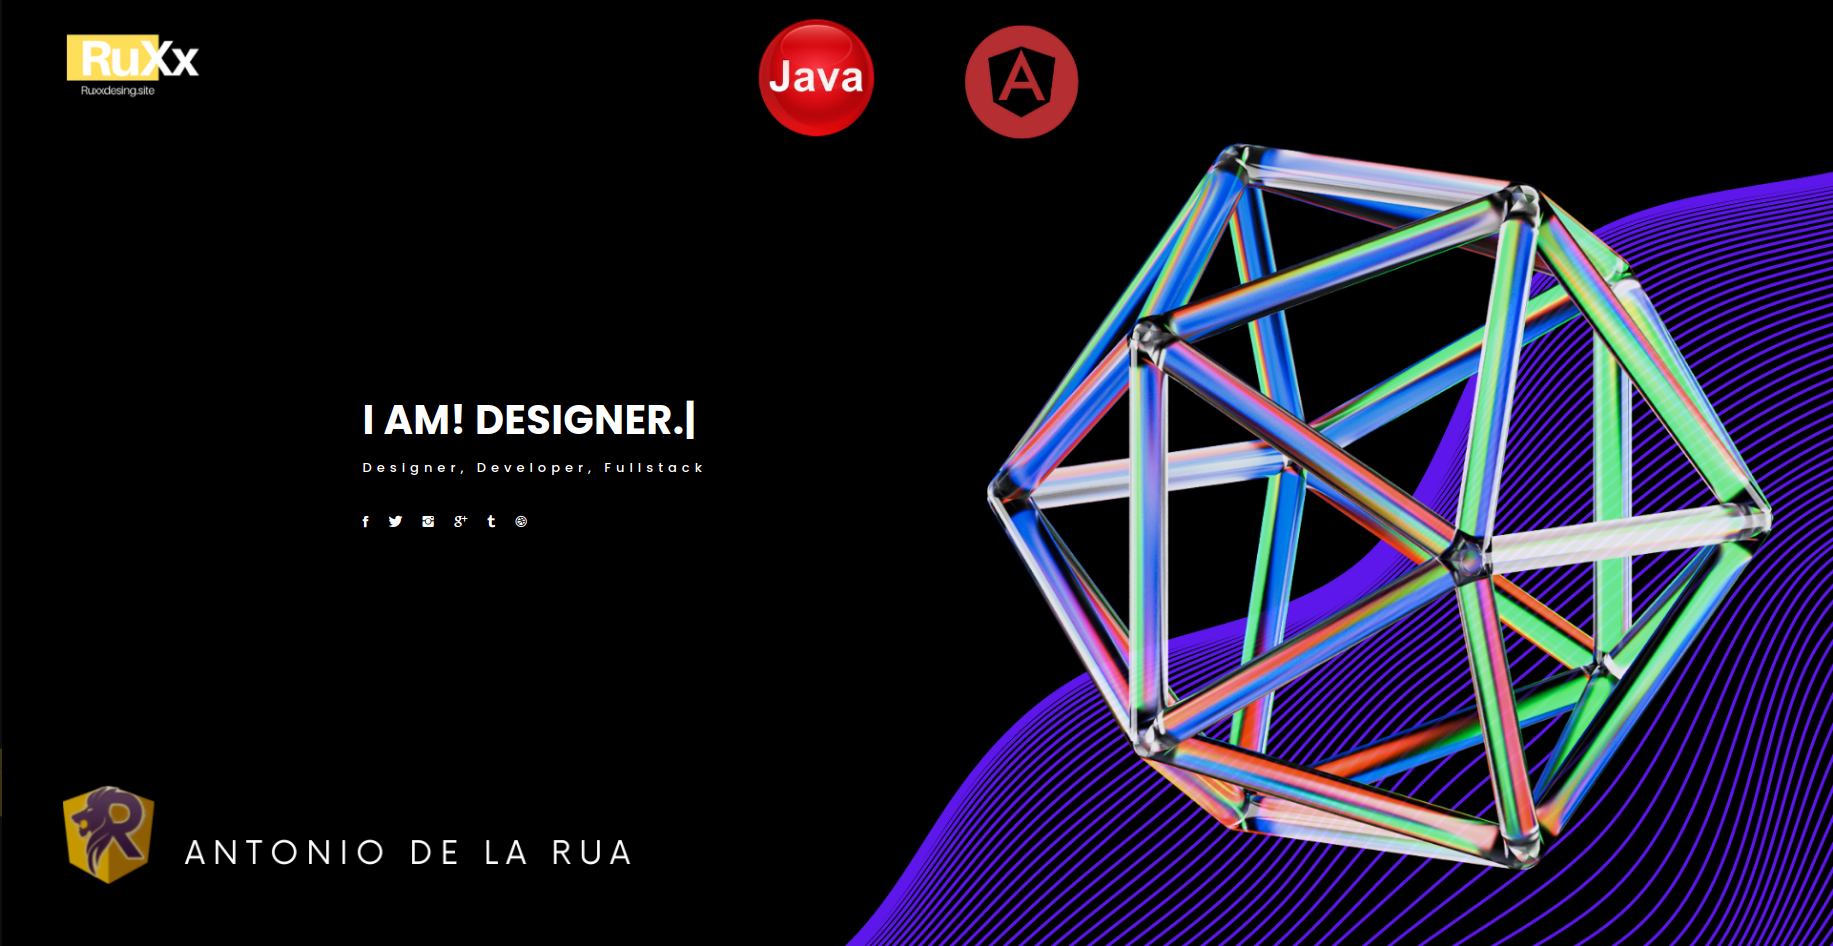 RuXx
Ruxxdesing.site
Java
A
I AM! DESIGNER.|
Designer, Developer, Fullstack
R
ANTONIO DE LA RUA